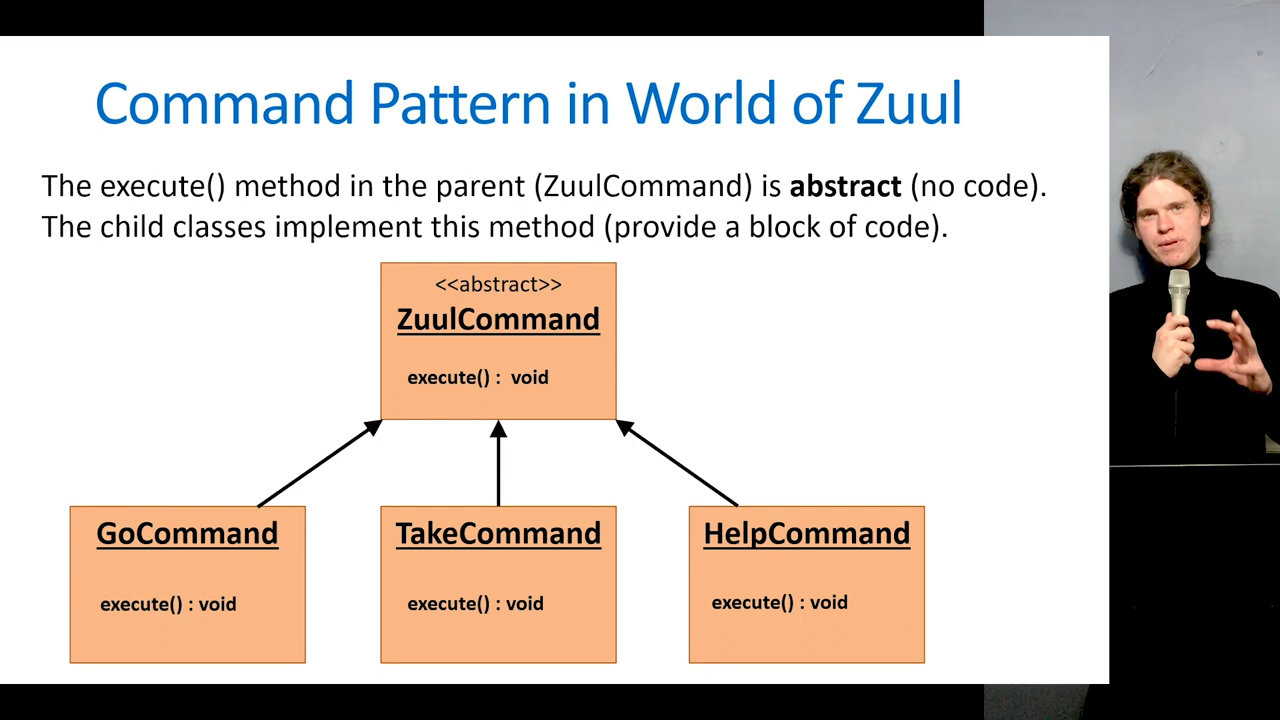 Command Pattern in World of Zuul
The execute() method in the parent (ZuulCommand) is abstract (no code).
The child classes implement this method (provide a block of code).
<<abstract>>
ZuulCommand
execute() : void
GoCommand
execute() : void
TakeCommand
execute() : void
HelpCommand
execute() : void